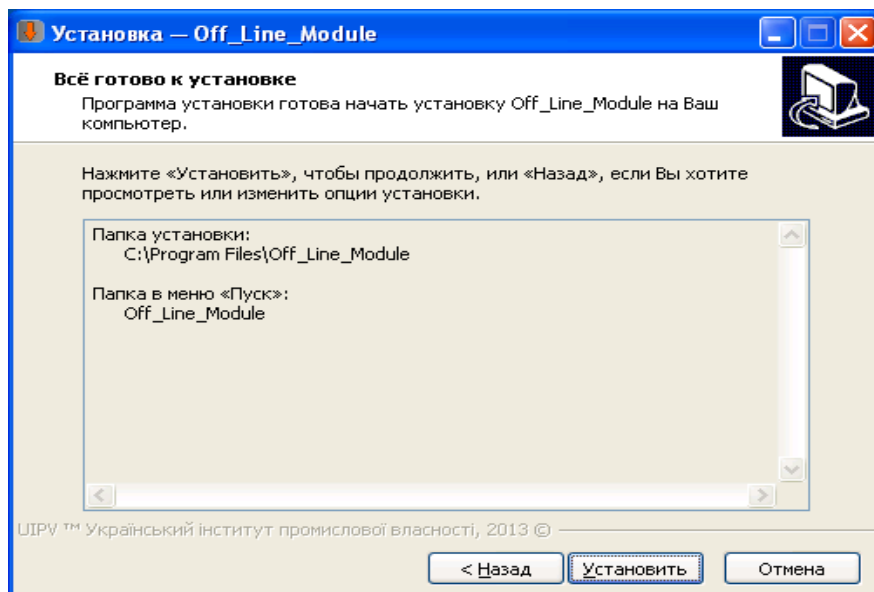 Установка — Off_Line_Module
Всё готово к установке
Программа установки готова начать установку Off_Line_Module на Ваш
компьютер.
Нажмите «Установить», чтобы продолжить, или «Назад», если Вы хотите
просмотреть или изменить опции установки.
Папка установки:
C:\Program Files\Off_Line_Module
Папка в меню «Пуск»:
Off_Line_Module
UIPV ™ Український інститут промислової власності, 2013 ©
< Назад
Установить
Отмена